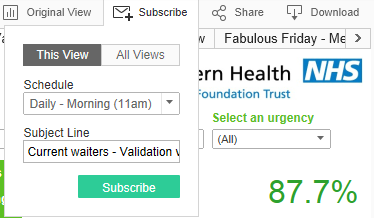 Original View Subscribe Share Download
Fabulous Friday - Me
This View All Views
Schedule
Daily - Morning (11am)
Subject Line
Current waiters - Validation
Subscribe
ern Health NHS
Foundation Trust
Select an urgency
(All)
87.7%